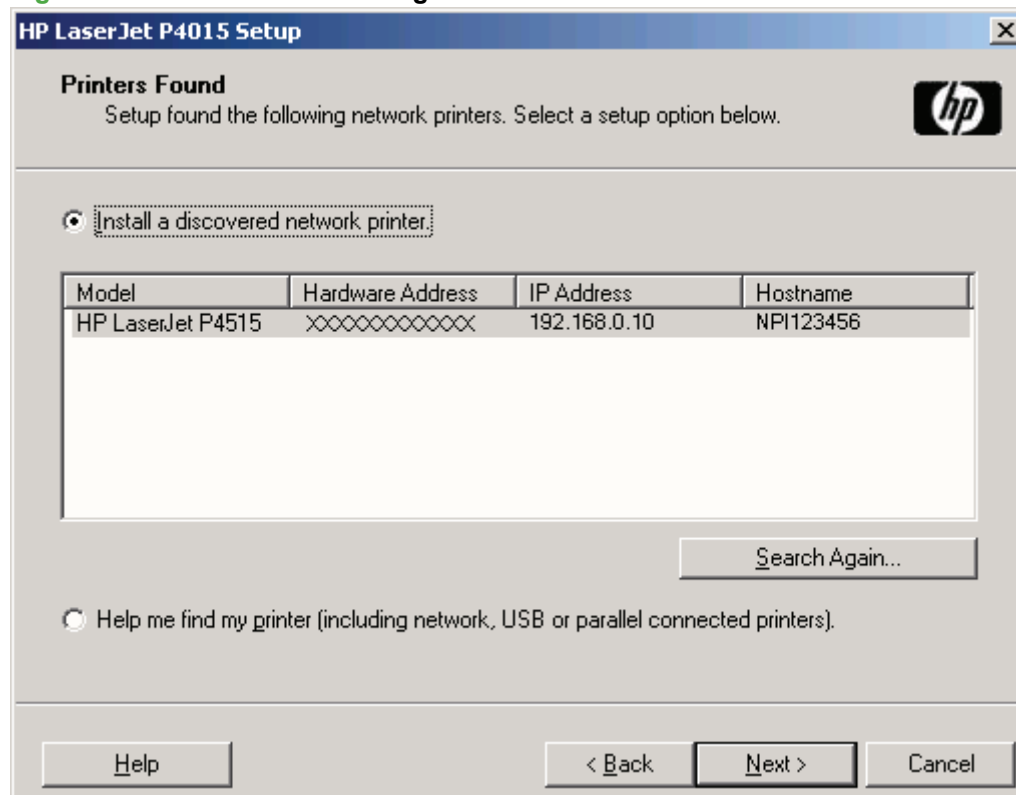 HP LaserJet P4015 Setup
Printers Found
Setup found the following network printers. Select a setup option below.
hp
Install a discovered network printer.
Model Hardware Address IP Address Hostname
HP LaserJet P4515 XXXXXXXXXXXX 192.168.0.10 NPI123456
Search Again...
Help me find my printer (including network, USB or parallel connected printers).
Help < Back Next > Cancel